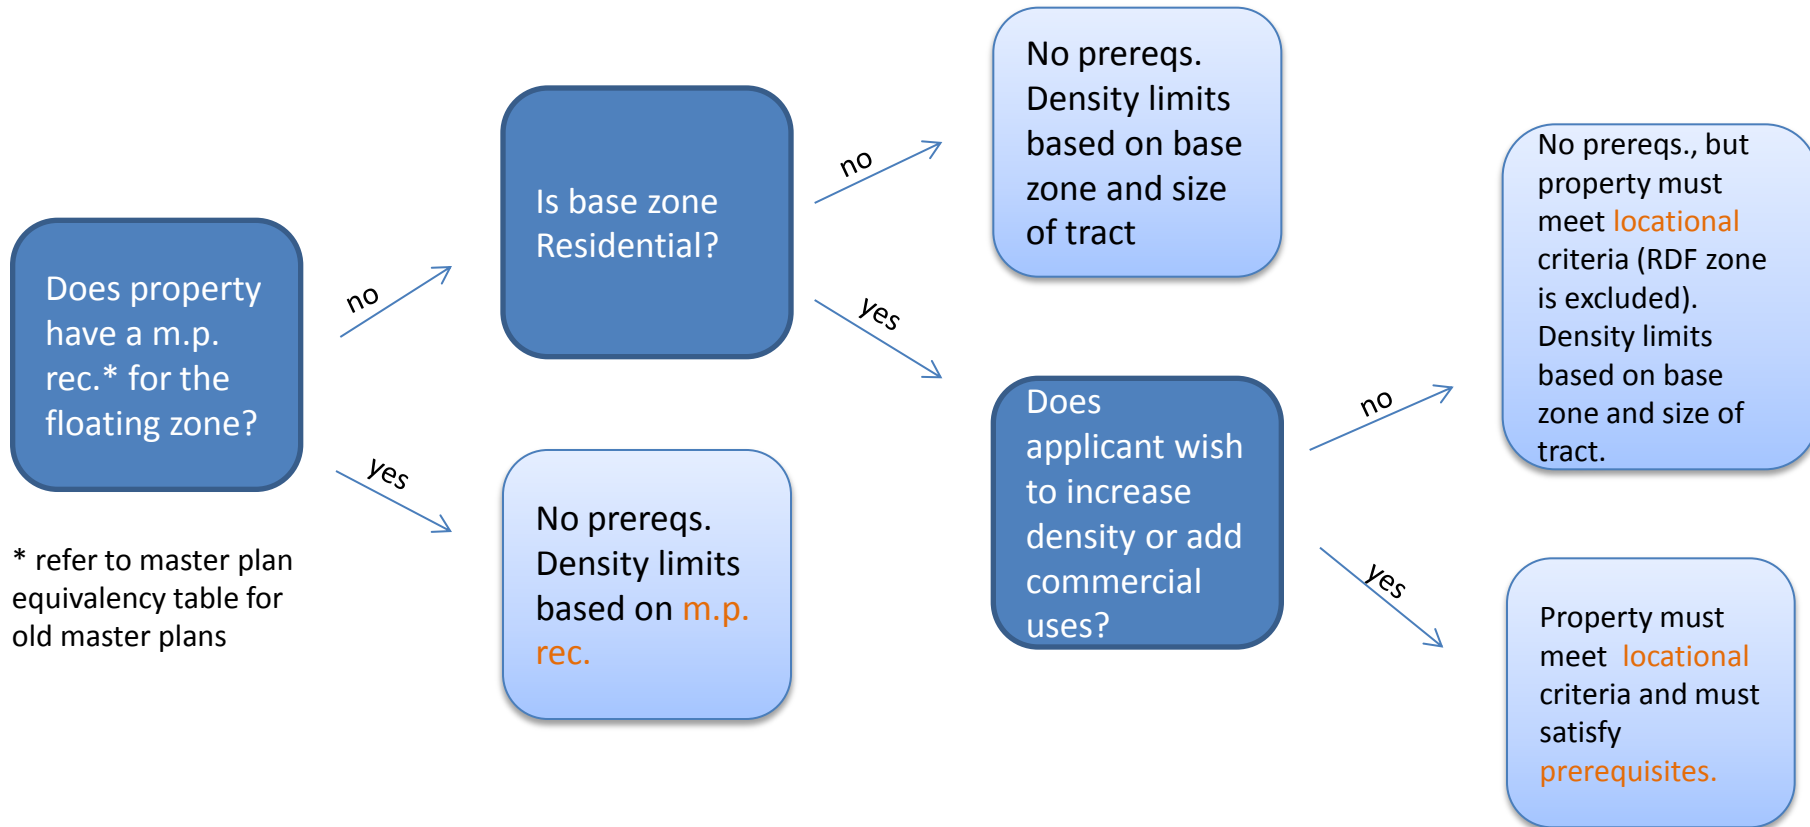 Does property
have a m.p.
rec.* for the
floating zone?
* refer to master plan
equivalency table for
old master plans
no
yes
Is base zone
Residential?
No prereqs.
Density limits
based on m.p.
rec.
no
yes
No prereqs.
Density limits
based on base
zone and size
of tract
Does
applicant wish
to increase
density or add
commercial
uses?
no
yes
No prereqs., but
property must
meet locational
criteria (RDF zone
is excluded).
Density limits
based on base
zone and size of
tract.
Property must
meet locational
criteria and must
satisfy
prerequisites.